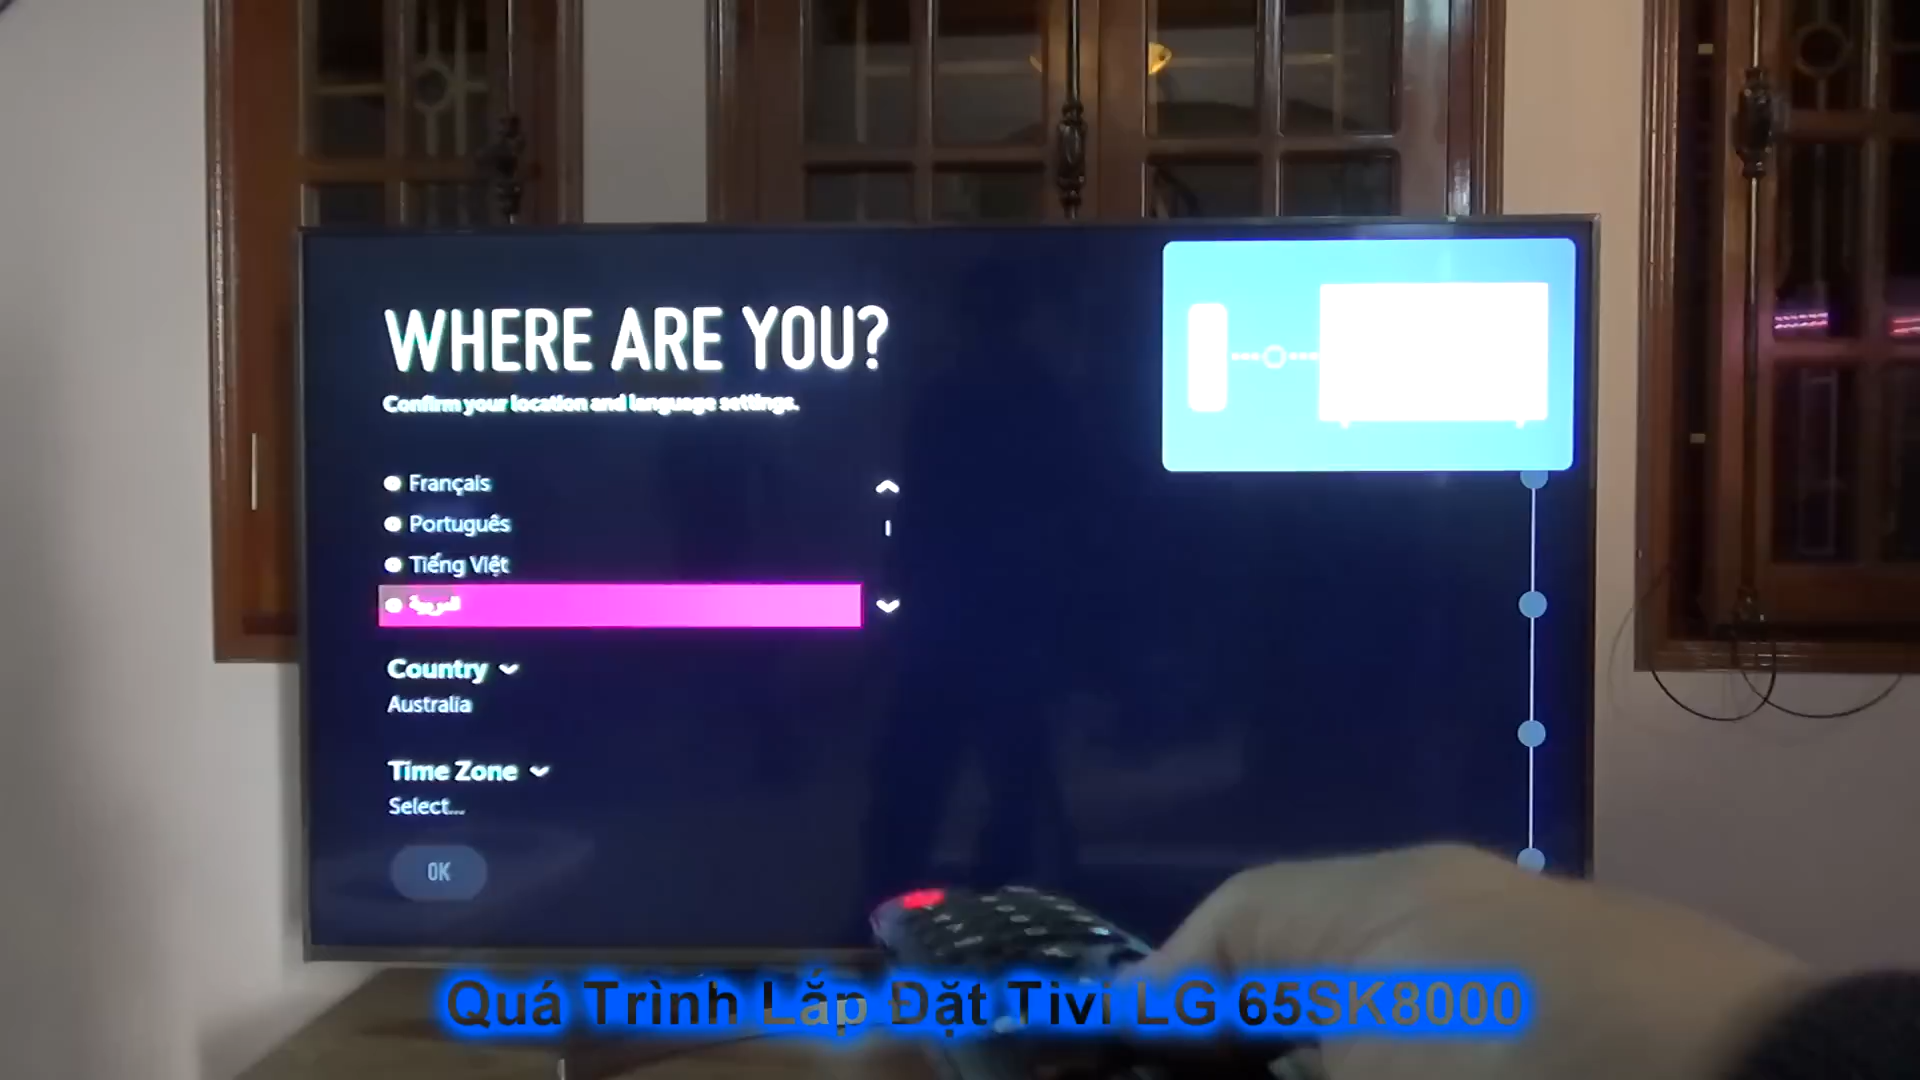 WHERE ARE YOU?
Confirm your location and language settings.
Français
Português
Tiếng Việt
العربية
Country
Australia
Time Zone
Select...
OK
Quá Trình Lắp Đặt Tivi LG 65SK8000